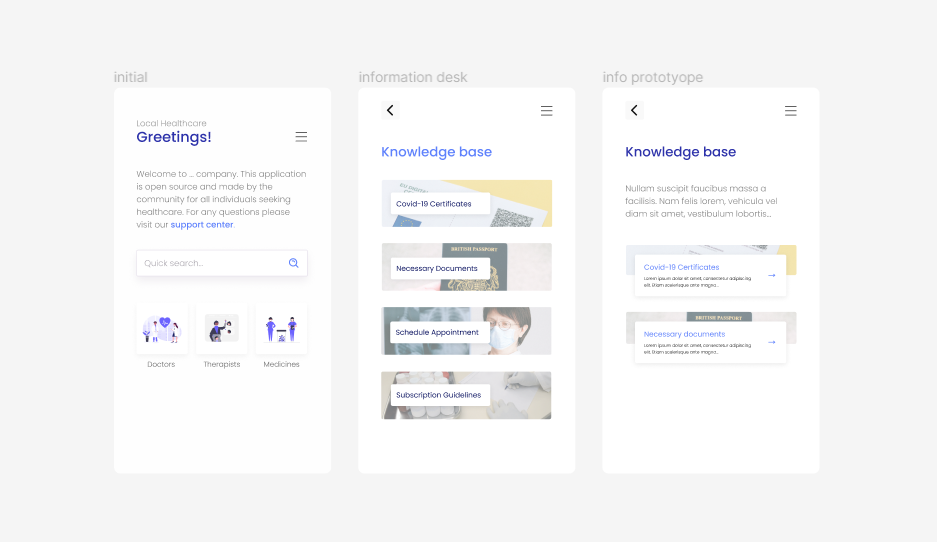 initial
Local Healthcare
Greetings!
Welcome to ... company. This application
is open source and made by the
community for all individuals seeking
healthcare. For any questions please
visit our support center.
Quick search...
Doctors
Therapists
Medicines
information desk
Knowledge base
Covid-19 Certificates
BRITISH PASSPORT
Necessary Documents
Schedule Appointment
Subscription Guidelines
info prototyope
Knowledge base
Nullam suscipit faucibus massa a
facilisis. Nam felis lorem, vehicula vel
diam sit amet, vestibulum lobortis...
Covid-19 Certificates
Lorem ipsum dolor sit amet, consectetur adipiscing
elit. Etiam scelerisque ante magna...
BRITISH PASSPORT
Necessary documents
Lorem ipsum dolor sit amet, consectetur adipiscing
elit. Etiam scelerisque ante magna...